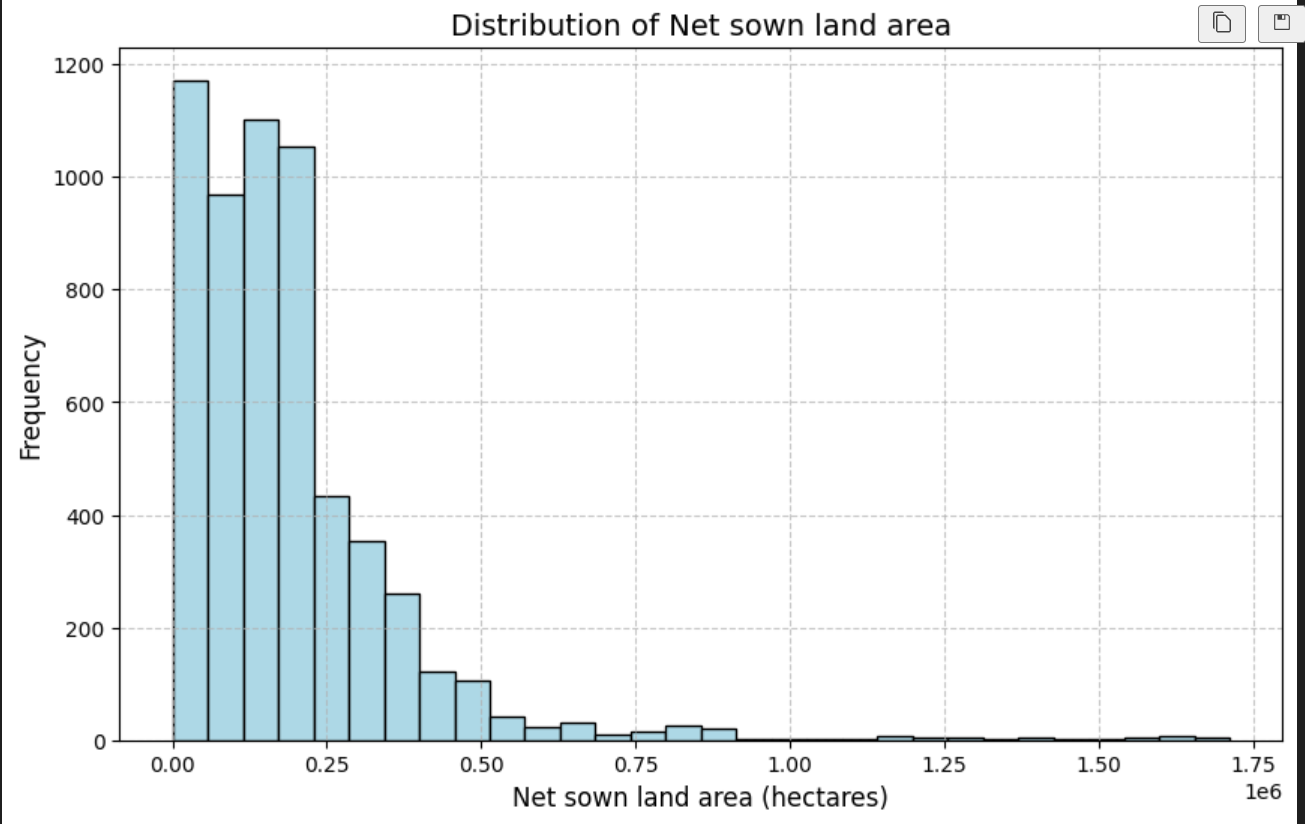 Distribution of Net sown land area
1200
1000
800
600
400
200
0
Frequency
0.00 0.25 0.50 0.75 1.00 1.25 1.50 1.75
1e6
Net sown land area (hectares)